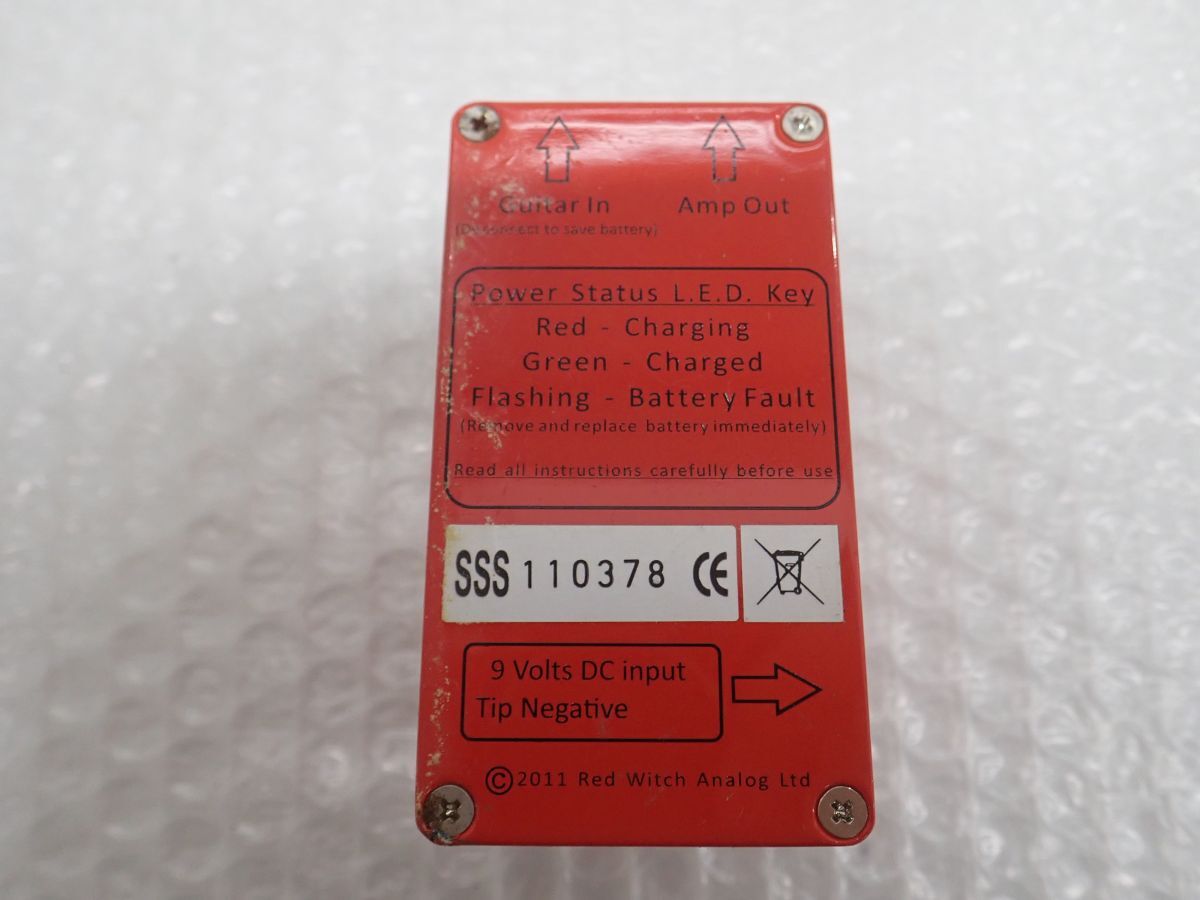 Guitar In
Amp Out
(Disconnect to save battery)
Power Status L.E.D. Key
Red - Charging
Green - Charged
Flashing - Battery Fault
(Remove and replace battery immediately)
Read all instructions carefully before use
SSS 110378 CE
9 Volts DC input
Tip Negative
©2011 Red Witch Analog Ltd